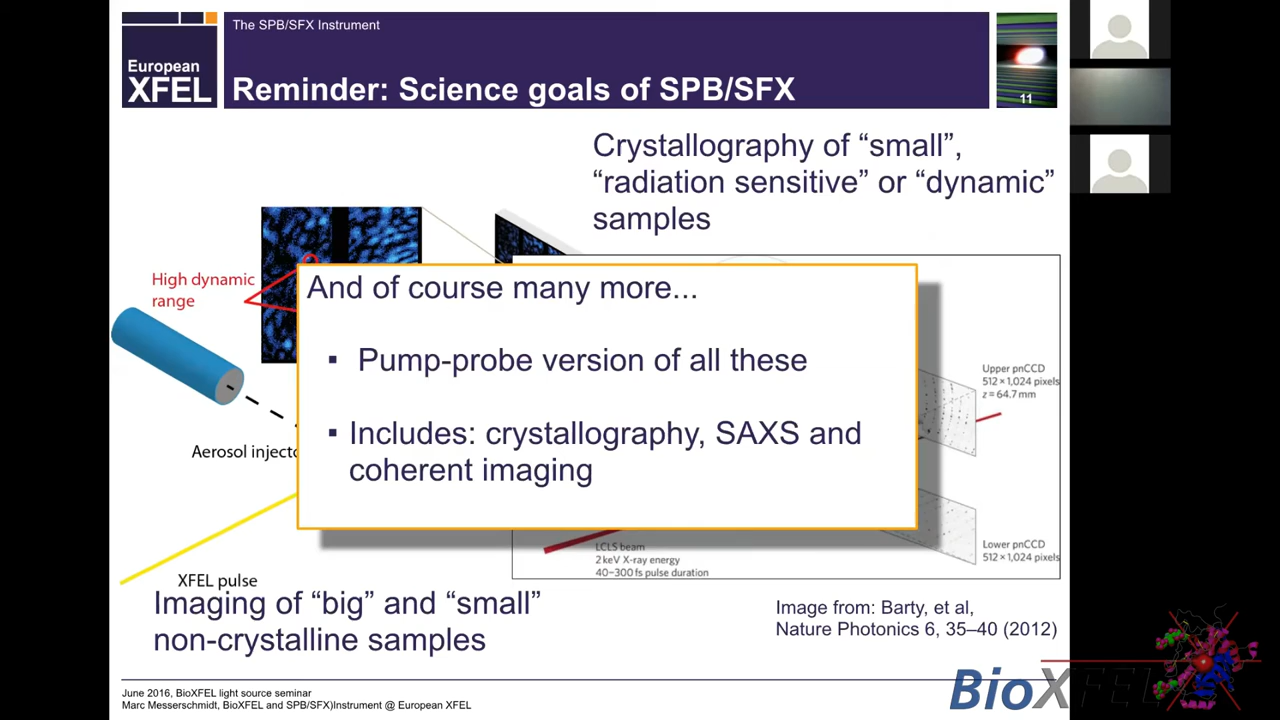 The SPB/SFX Instrument
European
XFEL
Reminder: Science goals of SPB/SFX
11
Crystallography of “small”,
“radiation sensitive” or “dynamic”
samples
High dynamic
range
And of course many more...
▪ Pump-probe version of all these
▪ Includes: crystallography, SAXS and
coherent imaging
Upper pnCCD
512 × 1,024 pixels
z = 64.7 mm
Aerosol injecto
LCLS beam
2 keV X-ray energy
40–300 fs pulse duration
Lower pnCCD
512 × 1,024 pixels
XFEL pulse
Imaging of “big” and “small”
non-crystalline samples
Image from: Barty, et al,
Nature Photonics 6, 35–40 (2012)
June 2016, BioXFEL light source seminar
Marc Messerschmidt, BioXFEL and SPB/SFX)Instrument @ European XFEL
BioXFEL